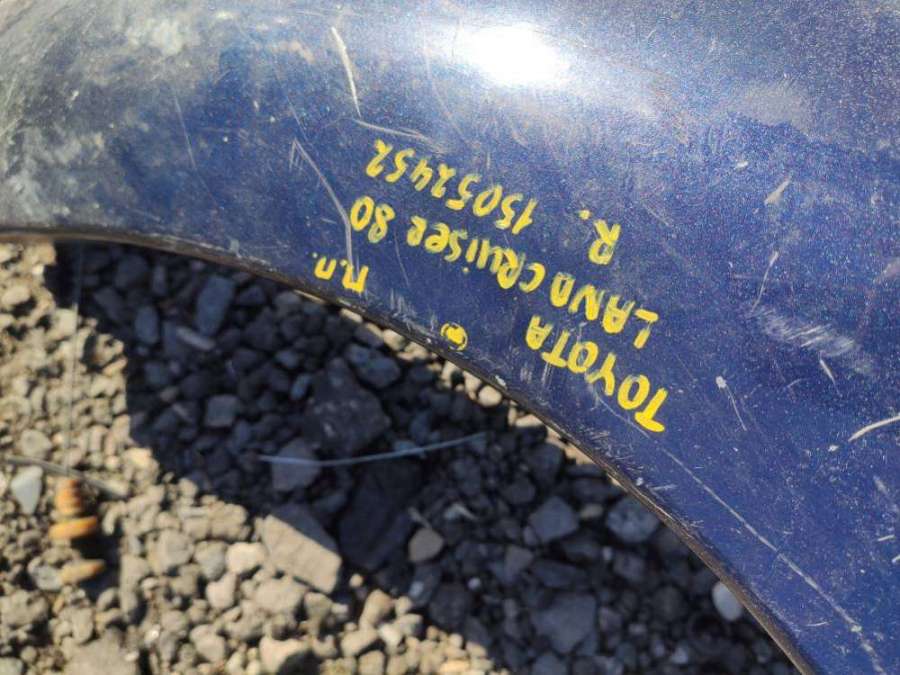 TOYOTA п.п.
LAND CRUISER 80
R. 15052452